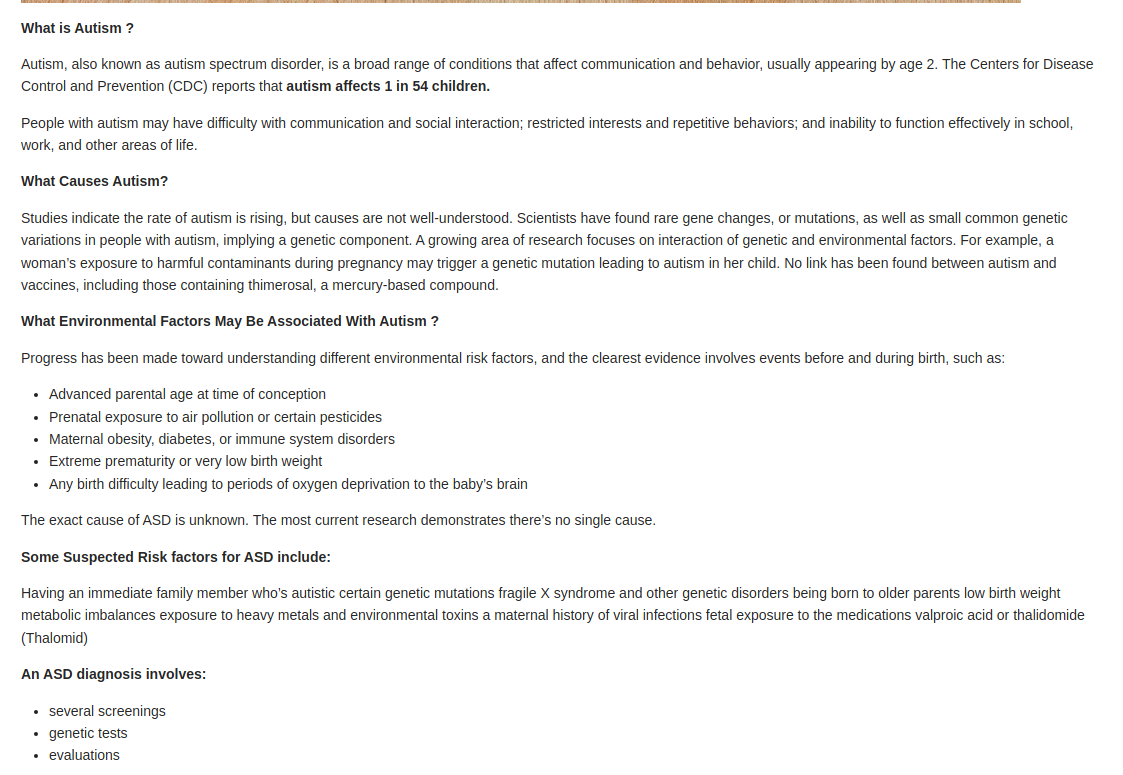 What is Autism ?
Autism, also known as autism spectrum disorder, is a broad range of conditions that affect communication and behavior, usually appearing by age 2. The Centers for Disease
Control and Prevention (CDC) reports that autism affects 1 in 54 children.
People with autism may have difficulty with communication and social interaction; restricted interests and repetitive behaviors; and inability to function effectively in school,
work, and other areas of life.
What Causes Autism?
Studies indicate the rate of autism is rising, but causes are not well-understood. Scientists have found rare gene changes, or mutations, as well as small common genetic
variations in people with autism, implying a genetic component. A growing area of research focuses on interaction of genetic and environmental factors. For example, a
woman’s exposure to harmful contaminants during pregnancy may trigger a genetic mutation leading to autism in her child. No link has been found between autism and
vaccines, including those containing thimerosal, a mercury-based compound.
What Environmental Factors May Be Associated With Autism ?
Progress has been made toward understanding different environmental risk factors, and the clearest evidence involves events before and during birth, such as:
• Advanced parental age at time of conception
• Prenatal exposure to air pollution or certain pesticides
• Maternal obesity, diabetes, or immune system disorders
• Extreme prematurity or very low birth weight
• Any birth difficulty leading to periods of oxygen deprivation to the baby’s brain
The exact cause of ASD is unknown. The most current research demonstrates there’s no single cause.
Some Suspected Risk factors for ASD include:
Having an immediate family member who’s autistic certain genetic mutations fragile X syndrome and other genetic disorders being born to older parents low birth weight
metabolic imbalances exposure to heavy metals and environmental toxins a maternal history of viral infections fetal exposure to the medications valproic acid or thalidomide
(Thalomid)
An ASD diagnosis involves:
• several screenings
• genetic tests
• evaluations